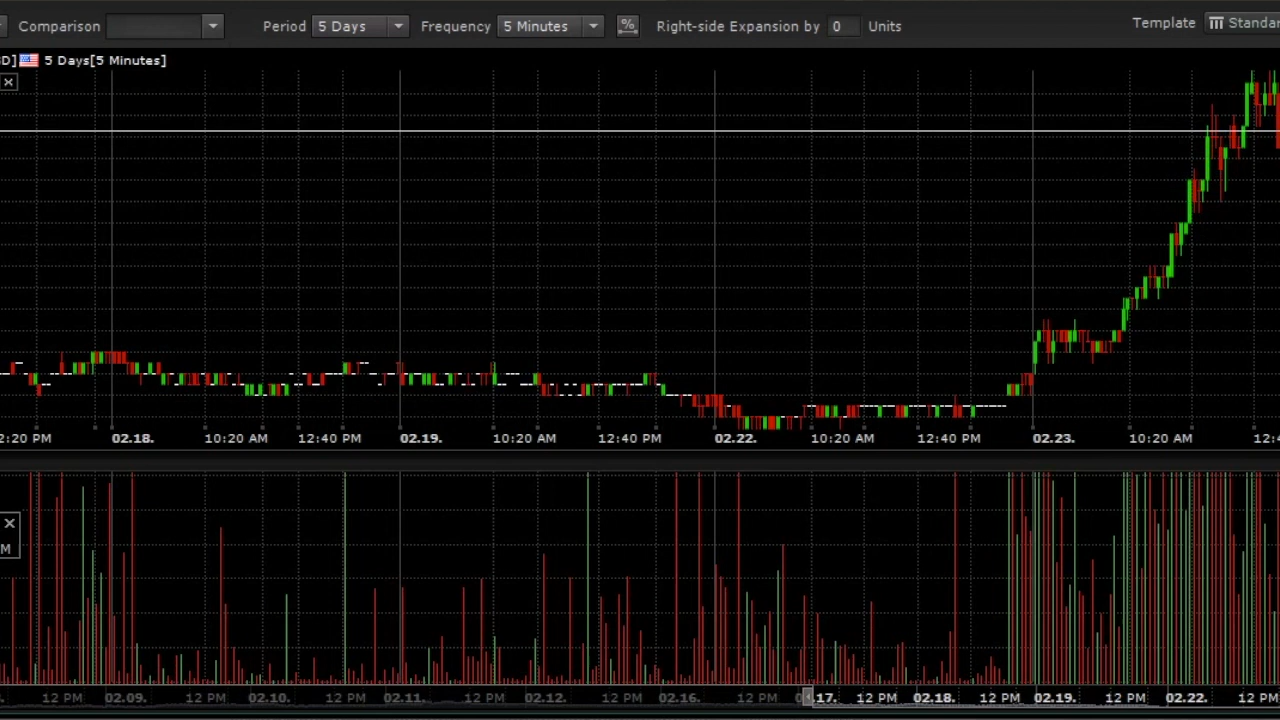 Comparison Period 5 Days Frequency 5 Minutes % Right-side Expansion by 0 Units Template Standar
D] 5 Days[5 Minutes]
2:20 PM 02.18. 10:20 AM 12:40 PM 02.19. 10:20 AM 12:40 PM 02.22. 10:20 AM 12:40 PM 02.23. 10:20 AM 12:4
M
12 PM 02.09. 12 PM 02.10. 12 PM 02.11. 12 PM 02.12. 12 PM 02.16. 12 PM 17. 12 PM 02.18. 12 PM 02.19. 12 PM 02.22. 12 PM